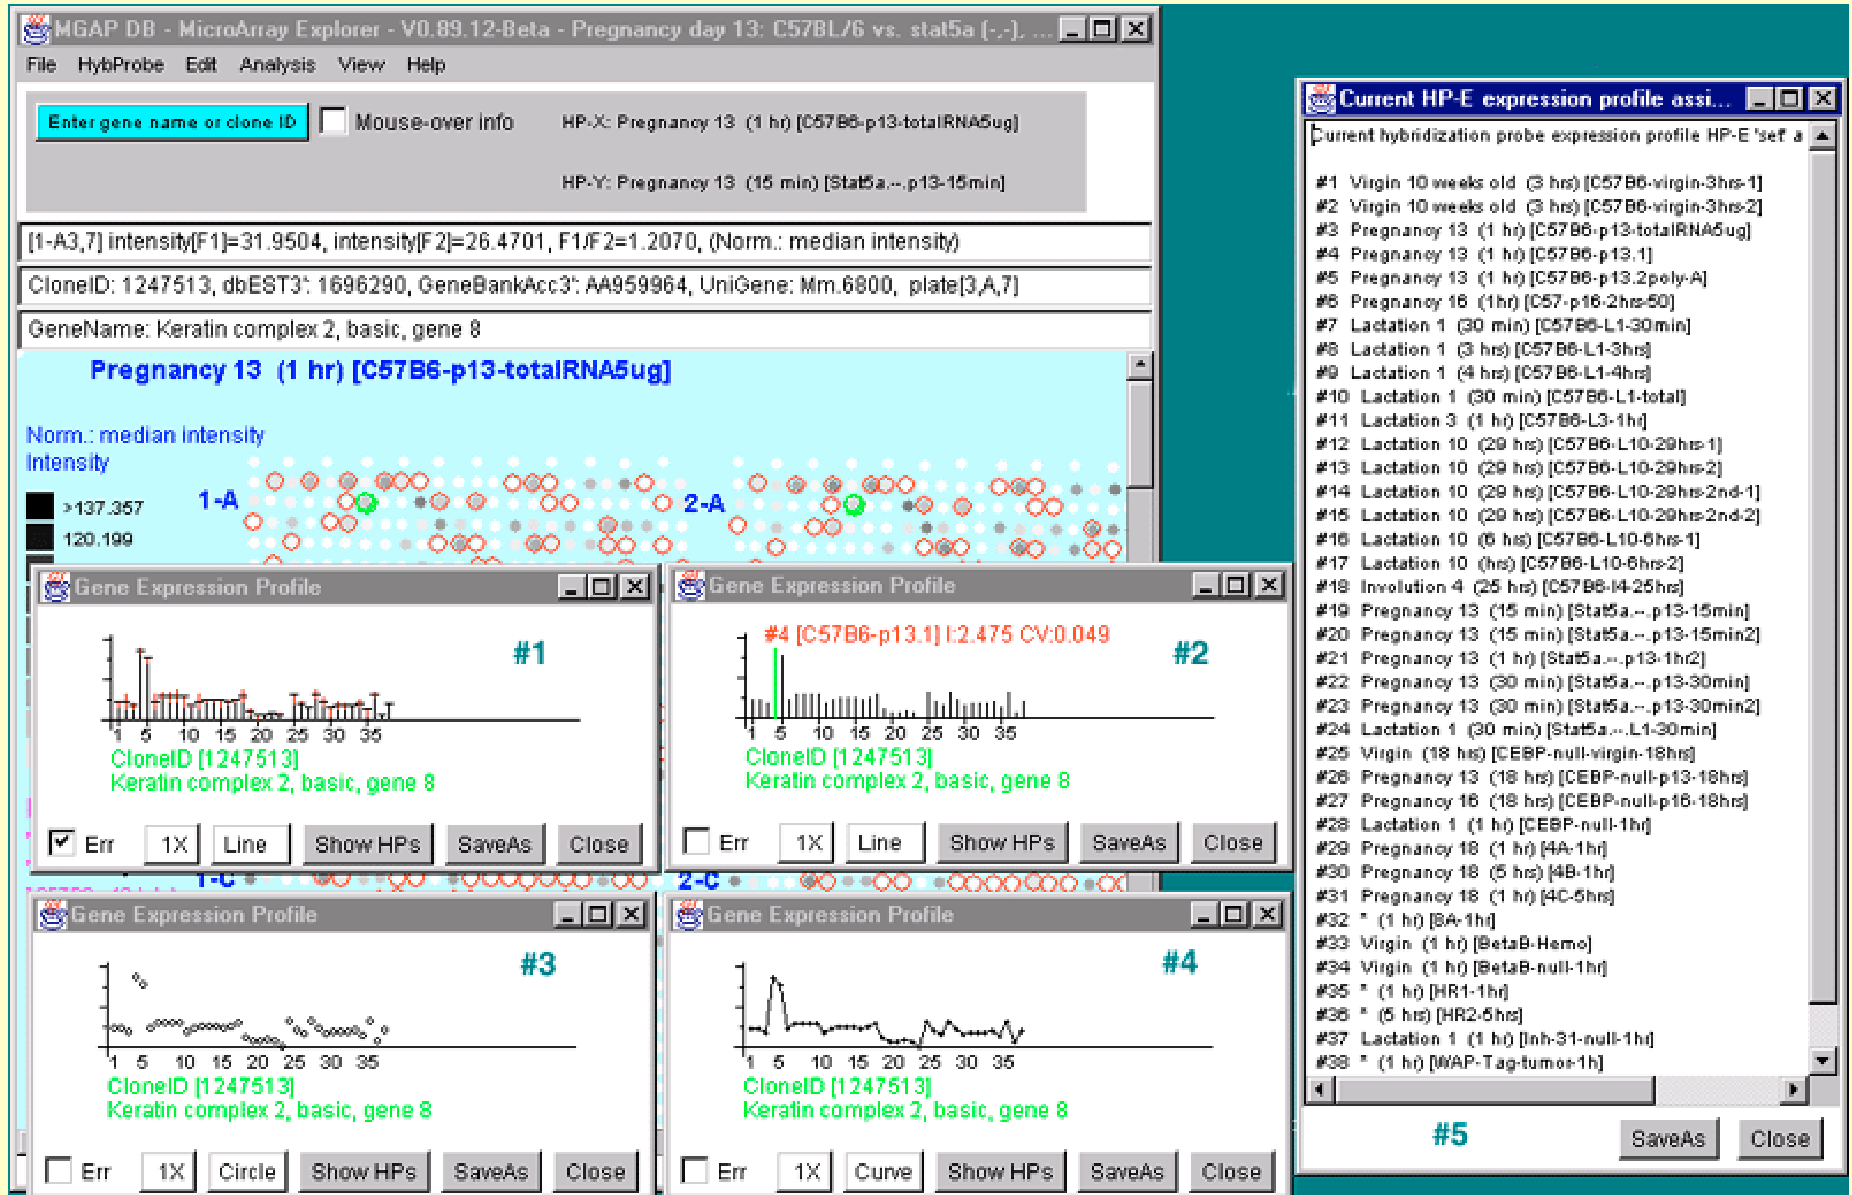 MGAP DB - MicroArray Explorer - V0.89.12-Beta - Pregnancy day 13: C57BL/6 vs. stat5a (-,-), ...
File HybProbe Edit Analysis View Help
Enter gene name or clone ID Mouse-over info HP-X: Pregnancy 13 (1 hr) [C57B6-p13-totalRNA5ug]
HP-Y: Pregnancy 13 (15 min) [Stat5a.--.p13-15min]
[1-A3,7] intensity[F1]=31.9504, intensity[F2]=26.4701, F1/F2=1.2070, (Norm.: median intensity)
CloneID: 1247513, dbEST3': 1696290, GeneBankAcc3': AA959964, UniGene: Mm.6800, plate[3,A,7]
GeneName: Keratin complex 2, basic, gene 8
Pregnancy 13 (1 hr) [C57B6-p13-totalRNA5ug]
Norm.: median intensity
Intensity
>137.357
120.199
1-A 2-A
Gene Expression Profile
#1
1 5 10 15 20 25 30 35
CloneID [1247513]
Keratin complex 2, basic, gene 8
Err 1X Line Show HPs SaveAs Close
Gene Expression Profile
#4 [C57B6-p13.1] I:2.475 CV:0.049
#2
1 5 10 15 20 25 30 35
CloneID [1247513]
Keratin complex 2, basic, gene 8
Err 1X Line Show HPs SaveAs Close
1-C 2-C
Gene Expression Profile
#3
1 5 10 15 20 25 30 35
CloneID [1247513]
Keratin complex 2, basic, gene 8
Err 1X Circle Show HPs SaveAs Close
Gene Expression Profile
#4
1 5 10 15 20 25 30 35
CloneID [1247513]
Keratin complex 2, basic, gene 8
Err 1X Curve Show HPs SaveAs Close
Current HP-E expression profile assi...
Current hybridization probe expression profile HP-E 'set' a
#1 Virgin 10 weeks old (3 hrs) [C57B6-virgin-3hrs-1]
#2 Virgin 10 weeks old (3 hrs) [C57B6-virgin-3hrs-2]
#3 Pregnancy 13 (1 hr) [C57B6-p13-totalRNA5ug]
#4 Pregnancy 13 (1 hr) [C57B6-p13.1]
#5 Pregnancy 13 (1 hr) [C57B6-p13.2poly-A]
#6 Pregnancy 16 (1hr) [C57-p16-2hrs-50]
#7 Lactation 1 (30 min) [C57B6-L1-30min]
#8 Lactation 1 (3 hrs) [C57B6-L1-3hrs]
#9 Lactation 1 (4 hrs) [C57B6-L1-4hrs]
#10 Lactation 1 (30 min) [C57B6-L1-total]
#11 Lactation 3 (1 hr) [C57B6-L3-1hr]
#12 Lactation 10 (29 hrs) [C57B6-L10-29hrs-1]
#13 Lactation 10 (29 hrs) [C57B6-L10-29hrs-2]
#14 Lactation 10 (29 hrs) [C57B6-L10-29hrs-2nd-1]
#15 Lactation 10 (29 hrs) [C57B6-L10-29hrs-2nd-2]
#16 Lactation 10 (6 hrs) [C57B6-L10-6hrs-1]
#17 Lactation 10 (hrs) [C57B6-L10-6hrs-2]
#18 Involution 4 (25 hrs) [C57B6-I4-25hrs]
#19 Pregnancy 13 (15 min) [Stat5a.--.p13-15min]
#20 Pregnancy 13 (15 min) [Stat5a.--.p13-15min2]
#21 Pregnancy 13 (1 hr) [Stat5a.--.p13-1hr2]
#22 Pregnancy 13 (30 min) [Stat5a.--.p13-30min]
#23 Pregnancy 13 (30 min) [Stat5a.--.p13-30min2]
#24 Lactation 1 (30 min) [Stat5a.--.L1-30min]
#25 Virgin (18 hrs) [CEBP-null-virgin-18hrs]
#26 Pregnancy 13 (18 hrs) [CEBP-null-p13-18hrs]
#27 Pregnancy 16 (18 hrs) [CEBP-null-p16-18hrs]
#28 Lactation 1 (1 hr) [CEBP-null-1hr]
#29 Pregnancy 18 (1 hr) [4A-1hr]
#30 Pregnancy 18 (5 hrs) [4B-1hr]
#31 Pregnancy 18 (1 hr) [4C-5hrs]
#32 * (1 hr) [8A-1hr]
#33 Virgin (1 hr) [BetaB-Hemo]
#34 Virgin (1 hr) [BetaB-null-1hr]
#35 * (1 hr) [HR1-1hr]
#36 * (5 hrs) [HR2-5hrs]
#37 Lactation 1 (1 hr) [Inh-31-null-1hr]
#38 * (1 hr) [WAP-Tag-tumor-1h]
#5 SaveAs Close